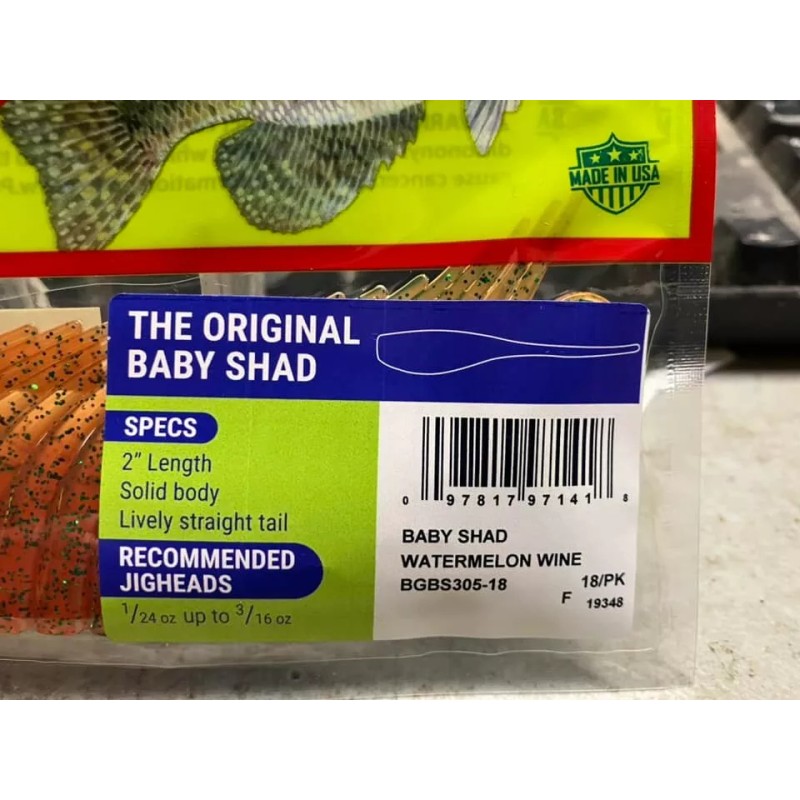 MADE IN USA
THE ORIGINAL
BABY SHAD
SPECS
2” Length
Solid body
Lively straight tail
RECOMMENDED
JIGHEADS
1/24 oz up to 3/16 oz
0 97817 97141 8
BABY SHAD
WATERMELON WINE
BGBS305-18
18/PK
F 19348